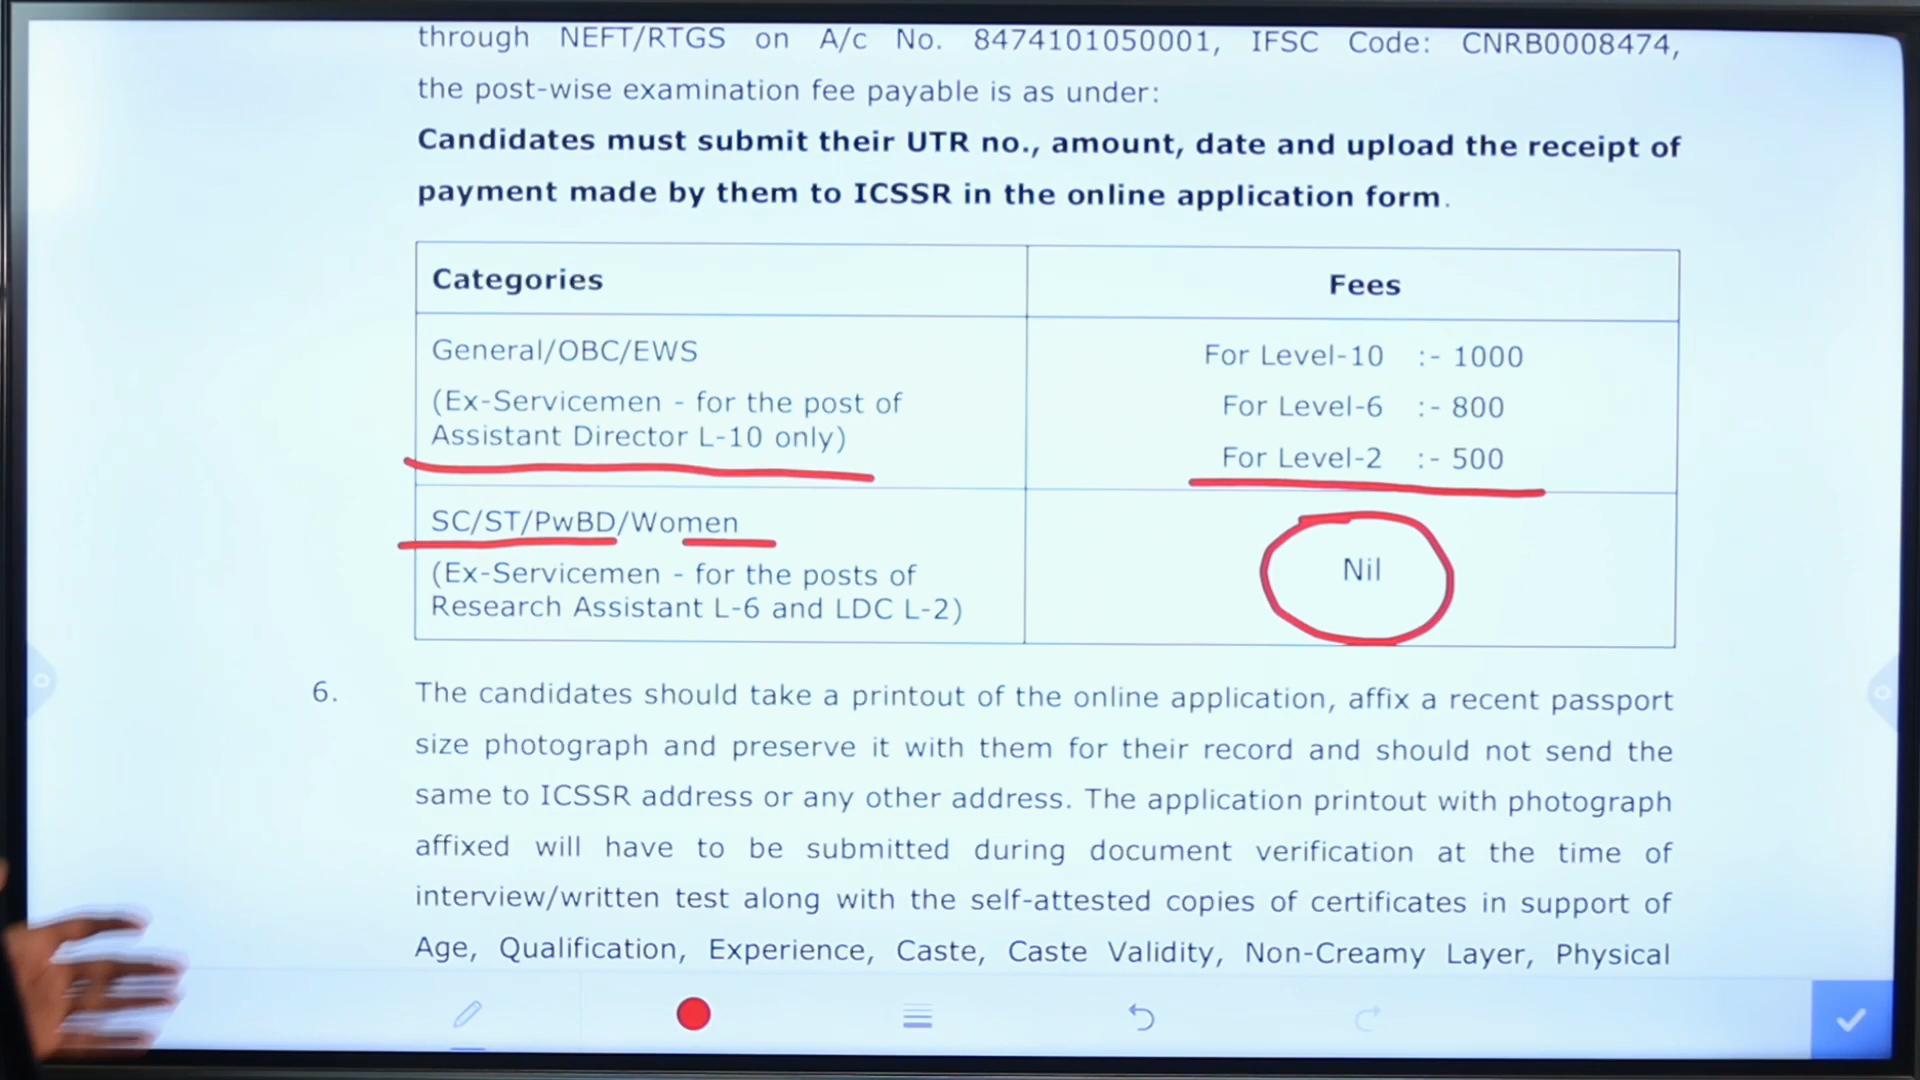 through NEFT/RTGS on A/c No. 8474101050001, IFSC Code: CNRB0008474,
the post-wise examination fee payable is as under:
Candidates must submit their UTR no., amount, date and upload the receipt of
payment made by them to ICSSR in the online application form.
Categories
Fees
General/OBC/EWS
(Ex-Servicemen - for the post of
Assistant Director L-10 only)
For Level-10 :- 1000
For Level-6 :- 800
For Level-2 :- 500
SC/ST/PwBD/Women
(Ex-Servicemen - for the posts of
Research Assistant L-6 and LDC L-2)
Nil
6. The candidates should take a printout of the online application, affix a recent passport
size photograph and preserve it with them for their record and should not send the
same to ICSSR address or any other address. The application printout with photograph
affixed will have to be submitted during document verification at the time of
interview/written test along with the self-attested copies of certificates in support of
Age, Qualification, Experience, Caste, Caste Validity, Non-Creamy Layer, Physical